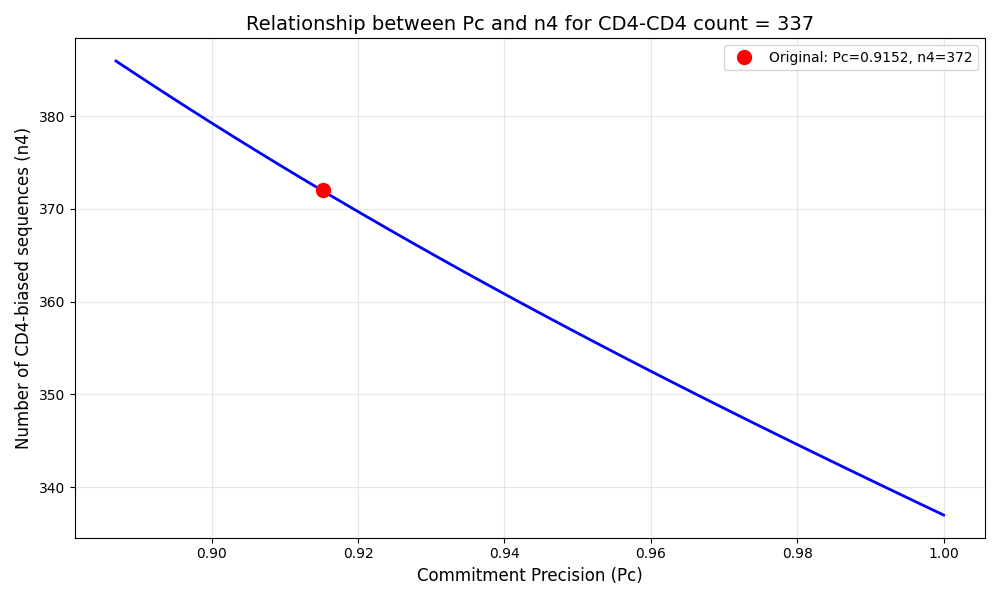 Relationship between Pc and n4 for CD4-CD4 count = 337
Original: Pc=0.9152, n4=372
Number of CD4-biased sequences (n4)
380
370
360
350
340
0.90 0.92 0.94 0.96 0.98 1.00
Commitment Precision (Pc)